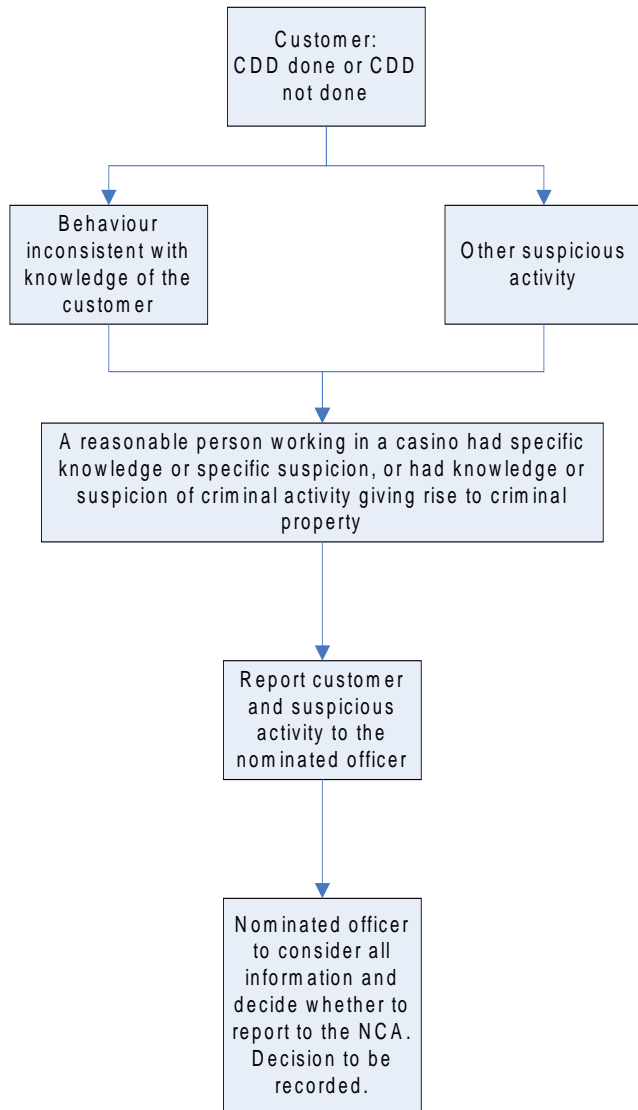 Customer:
CDD done or CDD
not done
Behaviour
inconsistent with
knowledge of the
customer
Other suspicious
activity
A reasonable person working in a casino had specific
knowledge or specific suspicion, or had knowledge or
suspicion of criminal activity giving rise to criminal
property
Report customer
and suspicious
activity to the
nominated officer
Nominated officer
to consider all
information and
decide whether to
report to the NCA.
Decision to be
recorded.